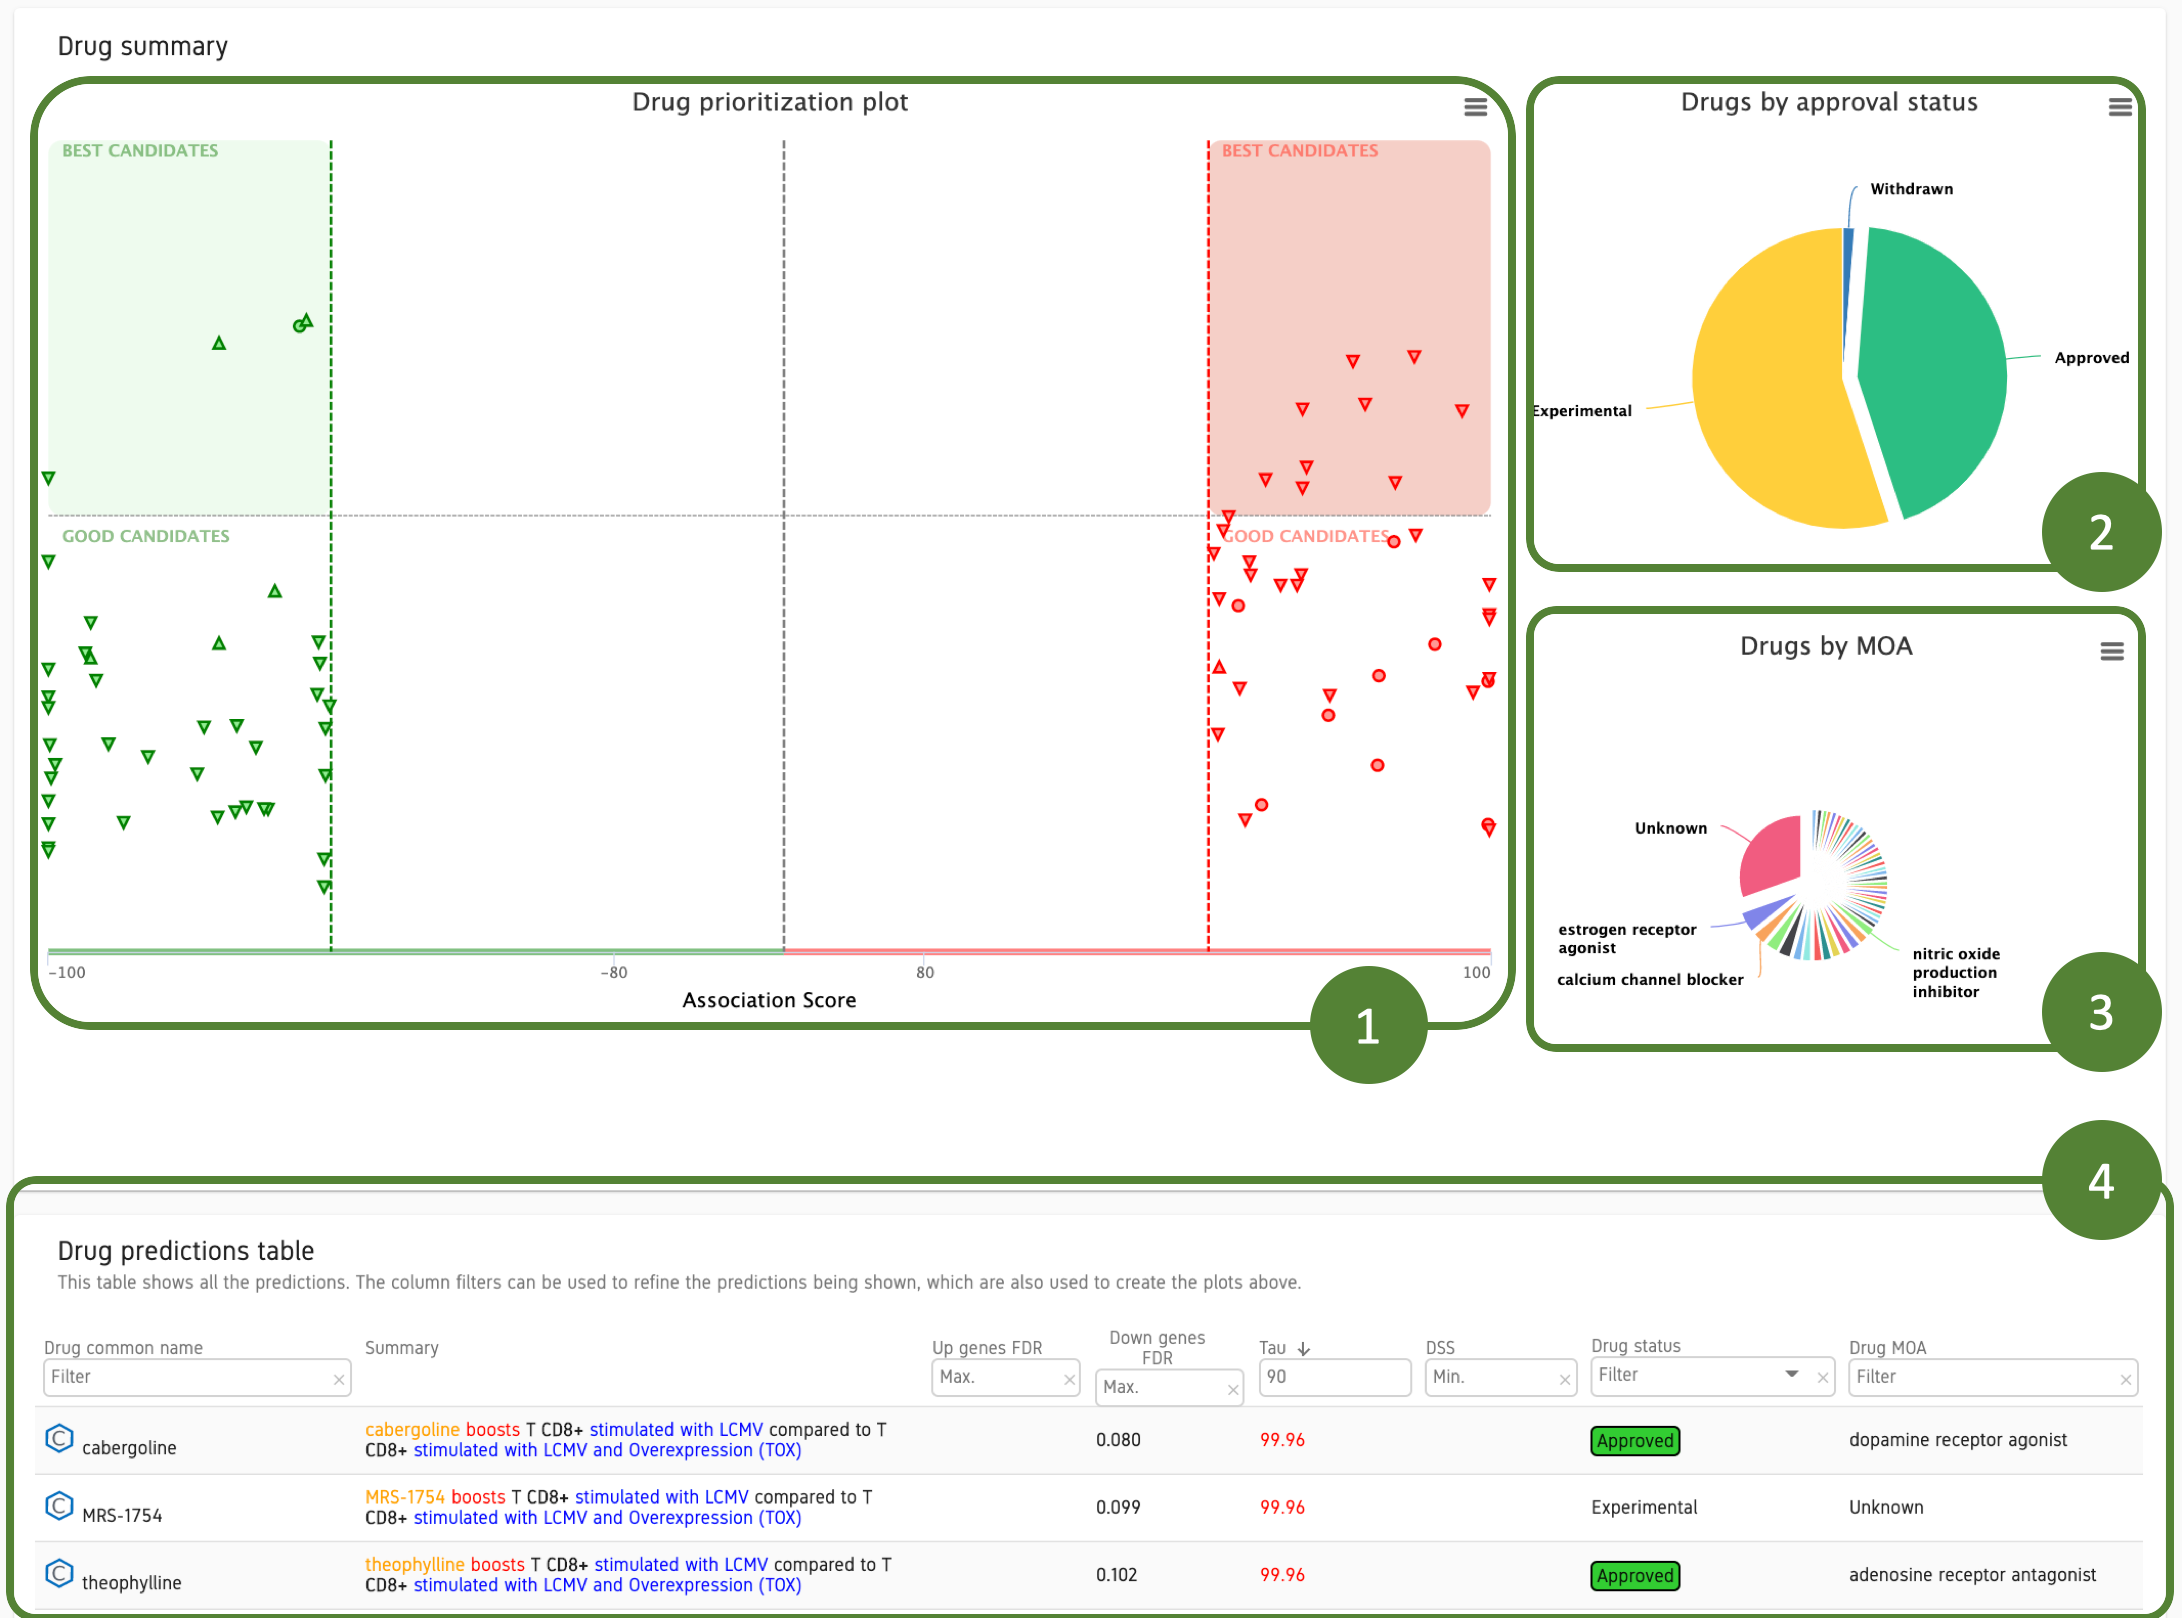 Drug summary
Drug prioritization plot
BEST CANDIDATES
BEST CANDIDATES
GOOD CANDIDATES
GOOD CANDIDATES
-100
-80
80
100
Association Score
1
Drugs by approval status
Withdrawn
Approved
Experimental
2
Drugs by MOA
Unknown
estrogen receptor
agonist
calcium channel blocker
nitric oxide
production
inhibitor
3
4
Drug predictions table
This table shows all the predictions. The column filters can be used to refine the predictions being shown, which are also used to create the plots above.
Drug common name Summary Up genes FDR Down genes FDR Tau ↓ DSS Drug status Drug MOA
Filter × Max. × Max. × 90 Min. × Filter × Filter ×
cabergoline cabergoline boosts T CD8+ stimulated with LCMV compared to T 0.080 99.96 Approved dopamine receptor agonist
CD8+ stimulated with LCMV and Overexpression (TOX)
MRS-1754 MRS-1754 boosts T CD8+ stimulated with LCMV compared to T 0.099 99.96 Experimental Unknown
CD8+ stimulated with LCMV and Overexpression (TOX)
theophylline theophylline boosts T CD8+ stimulated with LCMV compared to T 0.102 99.96 Approved adenosine receptor antagonist
CD8+ stimulated with LCMV and Overexpression (TOX)